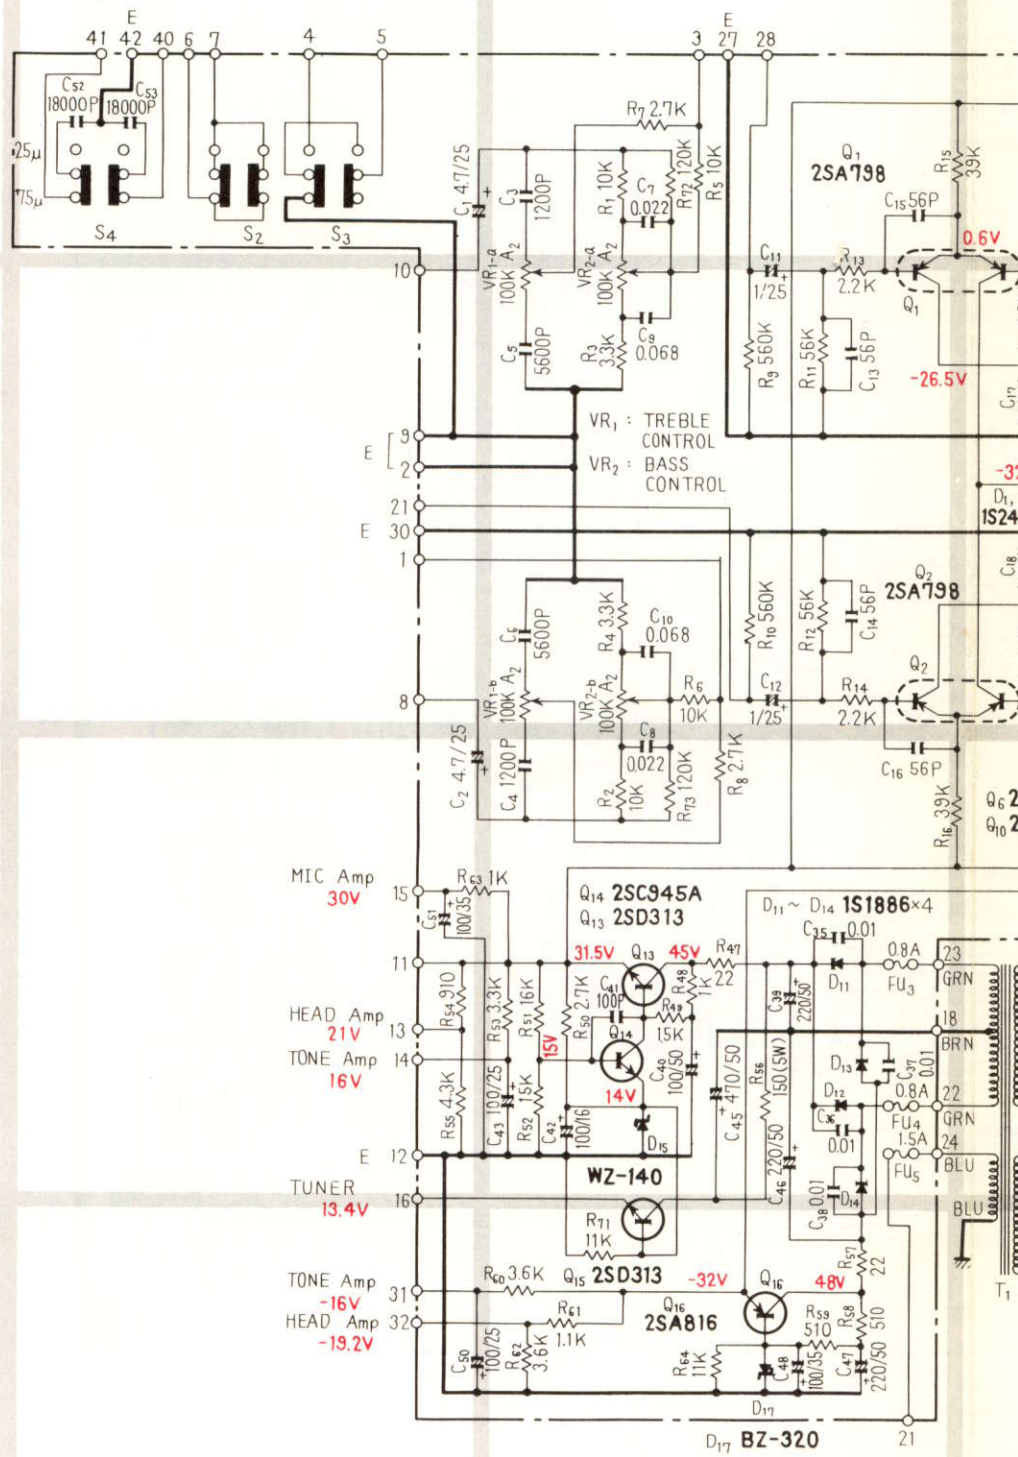 E
41 42 40 6 7 4 5
E
3 27 28
C52
18000P
C53
18000P
25μ
75μ
S4 S2 S3
C1 4.7/25
C3
1200P
R7 2.7K
R1 10K
C7
0.022
R72 120K
R5 10K
Q1
2SA798
R15
39K
C15 56P
0.6V
10
VR1-a
100K A2
VR2-a
100K A2
C11
1/25
R13
2.2K
Q1
C5
5600P
R3
3.3K
C9
0.068
R9 560K
R11 56K
C13 56P
-26.5V
C17
VR1 : TREBLE
CONTROL
VR2 : BASS
CONTROL
9
E
2
D1,
1S24
21
E 30
1
C6
5600P
R4 3.3K
C10
0.068
R10 560K
R12 56K
C14 56P
Q2
2SA798
C18
8
VR1-b
100K A2
VR2-b
100K A2
R6
10K
C12
1/25
R14
2.2K
Q2
C2 4.7/25
C4 1200P
R2
10K
C8
0.022
R73 120K
R8 2.7K
C16 56P
R16 39K
Q6 2
Q10 2
MIC Amp
30V
15
R63 1K
C51
100/35
Q14 2SC945A
Q13 2SD313
D11 ~ D14 1S1886×4
C35 0.01
11
31.5V
Q13
45V
R47
22
D11
0.8A
FU3
23
GRN
R54 910
R53 3.3K
R51 16K
R50 2.7K
C41
100P
R48
1K
R49
1.5K
C39
220/50
HEAD Amp
21V
13
18
BRN
TONE Amp
16V
14
15V
Q14
C40
100/50
C45 470/50
R56
150(5W)
D13
C37
0.01
D12
C36
0.01
0.8A
FU4
22
GRN
R55 4.3K
C43 100/25
R52 15K
C42
100/16
14V
D15
C46 220/50
1.5A
FU5
24
BLU
E 12
WZ-140
TUNER
13.4V
16
C38 0.01
D14
BLU
R71
11K
Q15 2SD313
R57
22
T1
TONE Amp
-16V
31
R60 3.6K
-32V
Q16
48V
HEAD Amp
-19.2V
32
R61
1.1K
Q16
2SA816
R59
510
R58
510
C50
100/25
R62
3.6K
R64
11K
C48
100/35
C47
220/50
D17
D17 BZ-320
21